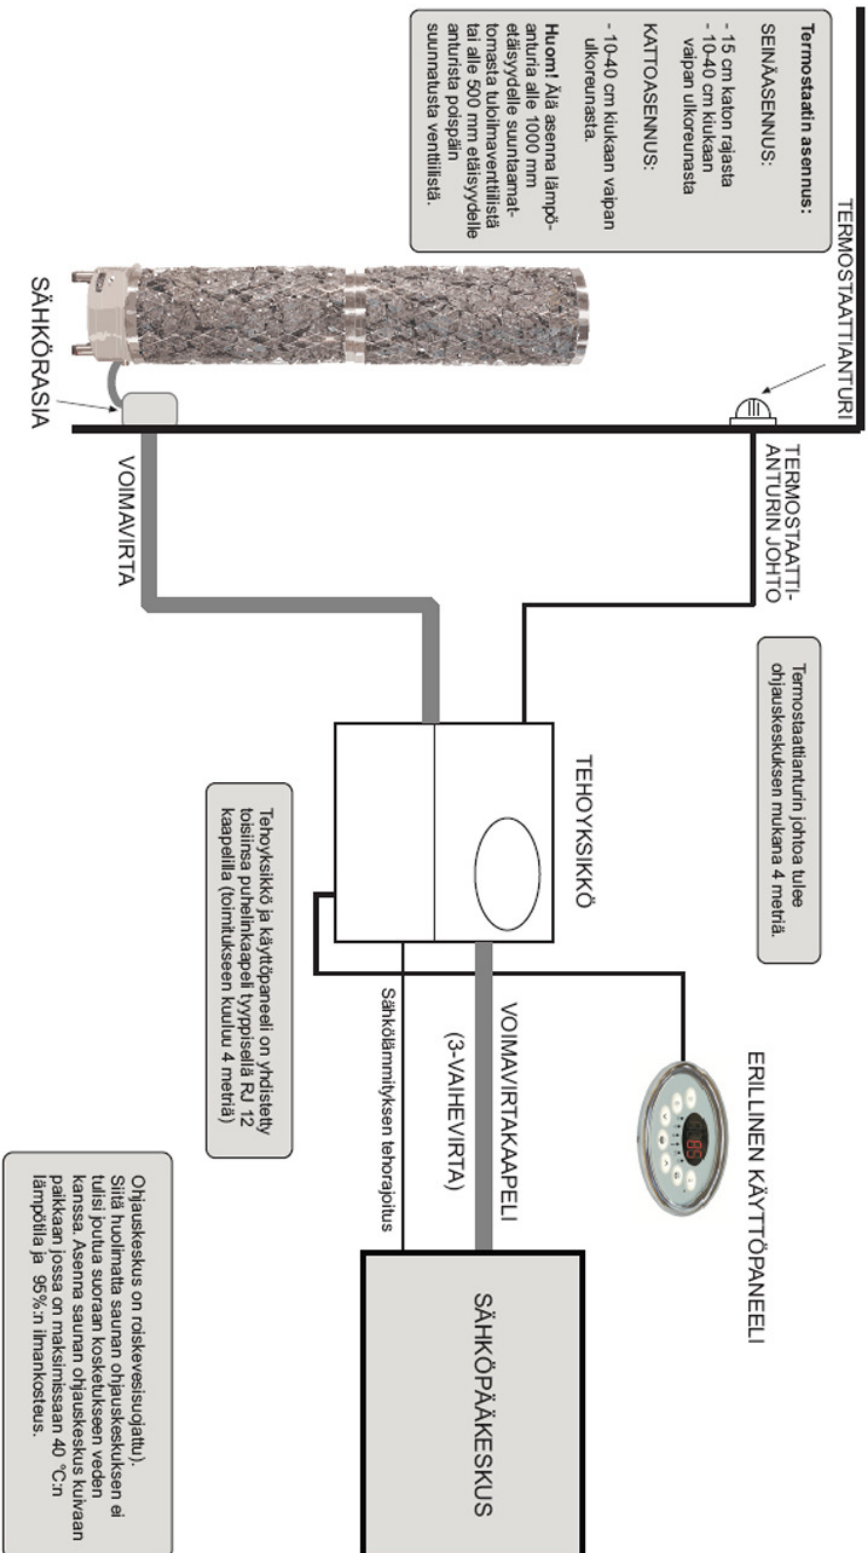 Termostaatin asennus:
SEINÄASENNUS:
- 15 cm katon rajasta
- 10-40 cm kiukaan
vaipan ulkoreunasta
KATTOASENNUS:
- 10-40 cm kiukaan vaipan
ulkoreunasta.
Huom! Älä asenna lämpö-
anturia alle 1000 mm
etäisyydelle suuntaamat-
tomasta tuloilmaventtiilistä
tai alle 500 mm etäisyydelle
anturista poispäin
suunnatusta venttiilistä.
TERMOSTAATTIANTURI
SÄHKÖRASIA
TERMOSTAATTI-
ANTURIN JOHTO
VOIMAVIRTA
Termostaattianturin johtoa tulee
ohjauskeskuksen mukana 4 metriä.
TEHOYKSIKKÖ
Tehoyksikkö ja käyttöpaneeli on yhdistetty
toisiinsa puhelinkaapeli tyyppisellä RJ 12
kaapelilla (toimitukseen kuuluu 4 metriä)
ERILLINEN KÄYTTÖPANEELI
85
VOIMAVIRTAKAAPELI
(3-VAIHEVIRTA)
Sähkölämmityksen tehorajoitus
SÄHKÖPÄÄKESKUS
Ohjauskeskus on roiskevesisuojattu).
Siitä huolimatta saunan ohjauskeskuksen ei
tulisi joutua suoraan kosketukseen veden
kanssa. Asenna saunan ohjauskeskus kuivaan
paikkaan jossa on maksimissaan 40 °C:n
lämpötila ja 95%:n ilmankosteus.